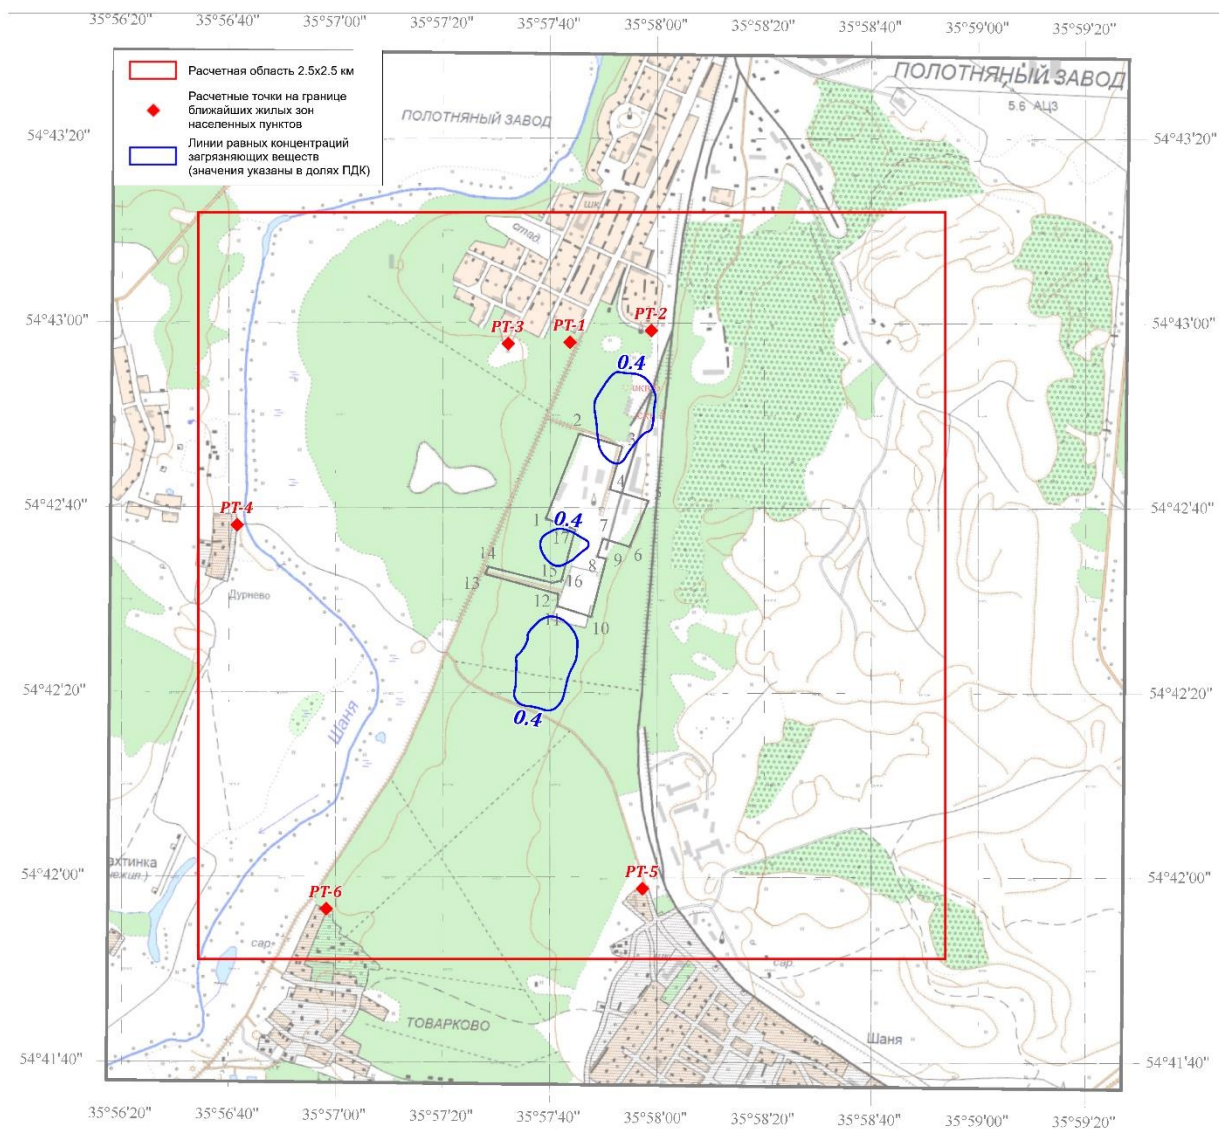 35°56'20" 35°56'40" 35°57'00" 35°57'20" 35°57'40" 35°58'00" 35°58'20" 35°58'40" 35°59'00" 35°59'20"
Расчетная область 2.5х2.5 км
Расчетные точки на границе
ближайших жилых зон
населенных пунктов
Линии равных концентраций
загрязняющих веществ
(значения указаны в долях ПДК)
ПОЛОТНЯНЫЙ ЗАВОД
5.6 АЦЗ
ПОЛОТНЯНЫЙ ЗАВОД
54°43'20" 54°43'20"
шк.
стад.
54°43'00" 54°43'00"
РТ-3 РТ-1 РТ-2
0.4
2
3
4
5
54°42'40" 54°42'40"
РТ-4
1
0.4
17
7
6
8
9
14
13
15
16
12
11
10
Дурнево
54°42'20" 54°42'20"
0.4
Шаня
54°42'00" 54°42'00"
ахтинка
РТ-5
РТ-6
сар.
сар.
ТОВАРКОВО
Шаня
54°41'40" 54°41'40"
35°56'20" 35°56'40" 35°57'00" 35°57'20" 35°57'40" 35°58'00" 35°58'20" 35°58'40" 35°59'00" 35°59'20"